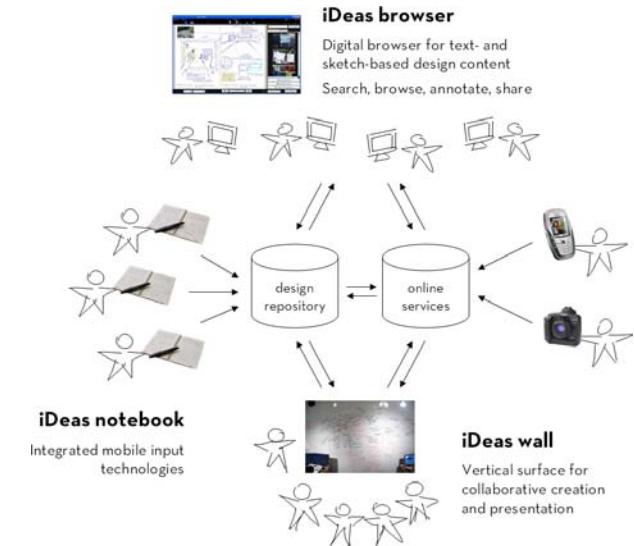 iDeas browser
Digital browser for text- and
sketch-based design content
Search, browse, annotate, share
design
repository
online
services
iDeas notebook
Integrated mobile input
technologies
iDeas wall
Vertical surface for
collaborative creation
and presentation